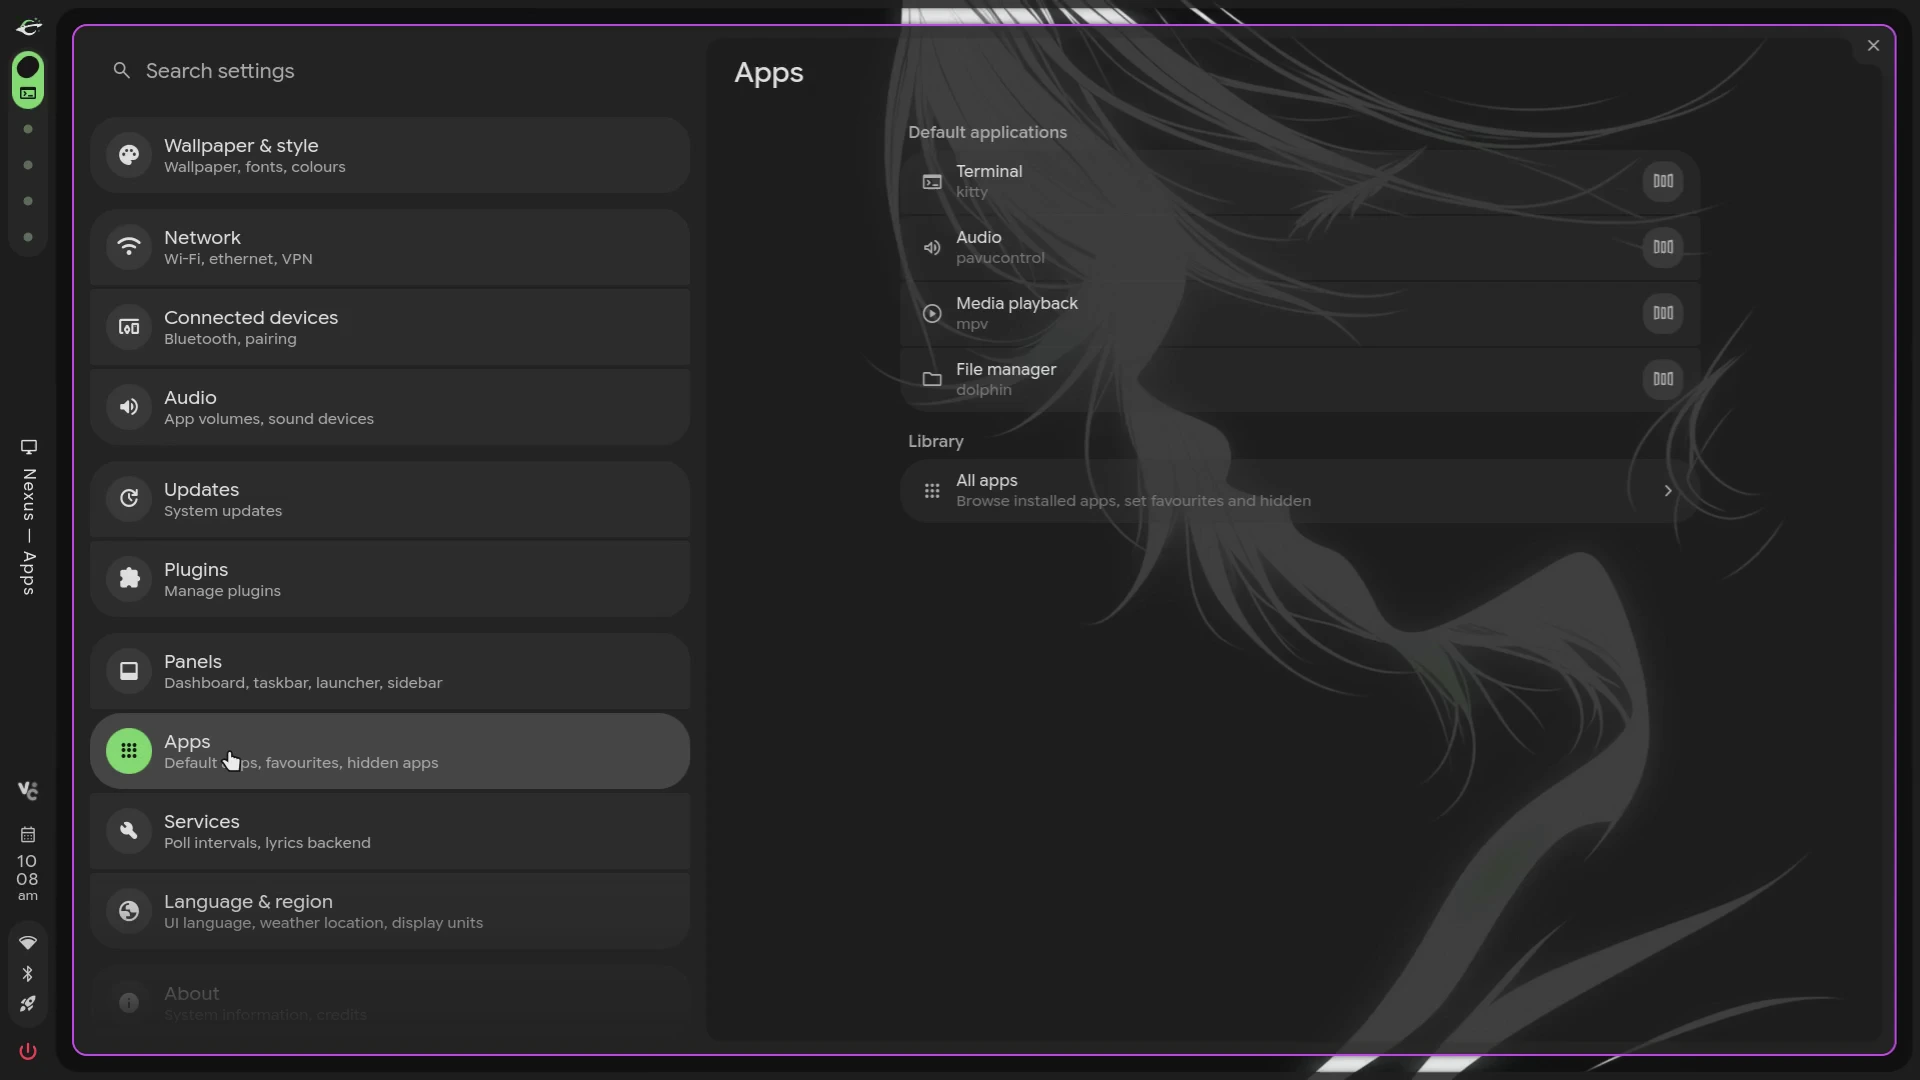 Search settings
Wallpaper & style
Wallpaper, fonts, colours
Network
Wi-Fi, ethernet, VPN
Connected devices
Bluetooth, pairing
Audio
App volumes, sound devices
Updates
System updates
Plugins
Manage plugins
Panels
Dashboard, taskbar, launcher, sidebar
Apps
Default apps, favourites, hidden apps
Services
Poll intervals, lyrics backend
Language & region
UI language, weather location, display units
About
System information, credits
Apps
Default applications
Terminal
kitty
Audio
pavucontrol
Media playback
mpv
File manager
dolphin
Library
All apps
Browse installed apps, set favourites and hidden
Nexus — Apps
10
08
am